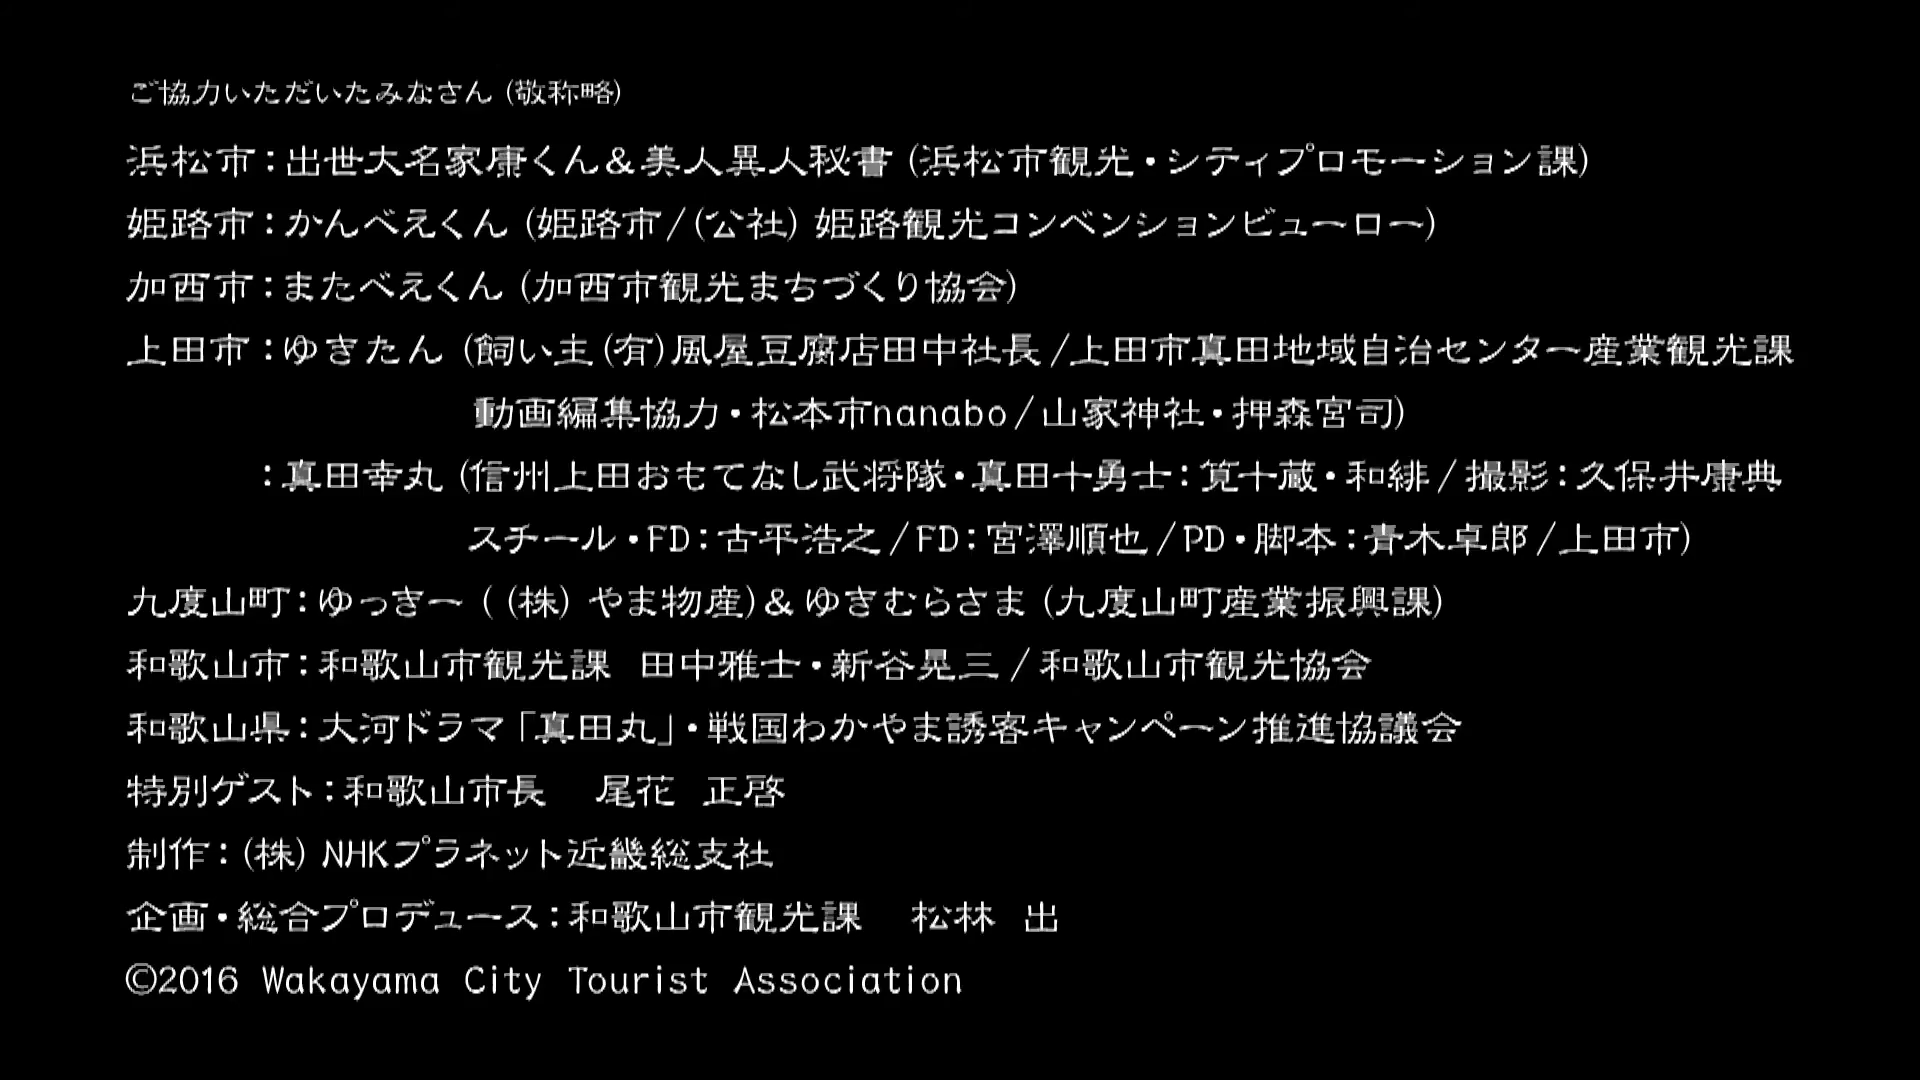 ご協力いただいたみなさん (敬称略)
浜松市：出世大名家康くん＆美人異人秘書 (浜松市観光・シティプロモーション課)
姫路市：かんべえくん (姫路市/(公社) 姫路観光コンベンションビューロー)
加西市：またべえくん (加西市観光まちづくり協会)
上田市：ゆきたん (飼い主(有)風屋豆腐店田中社長/上田市真田地域自治センター産業観光課
動画編集協力・松本市nanabo/山家神社・押森宮司)
：真田幸丸 (信州上田おもてなし武将隊・真田十勇士：筧十蔵・和緋/撮影：久保井康典
スチール・FD：古平浩之/FD：宮澤順也/PD・脚本：青木卓郎/上田市)
九度山町：ゆっきー ( (株) やま物産)＆ゆきむらさま (九度山町産業振興課)
和歌山市：和歌山市観光課 田中雅士・新谷晃三/和歌山市観光協会
和歌山県：大河ドラマ「真田丸」・戦国わかやま誘客キャンペーン推進協議会
特別ゲスト：和歌山市長 尾花 正啓
制作：(株) NHKプラネット近畿総支社
企画・総合プロデュース：和歌山市観光課 松林 出
©2016 Wakayama City Tourist Association